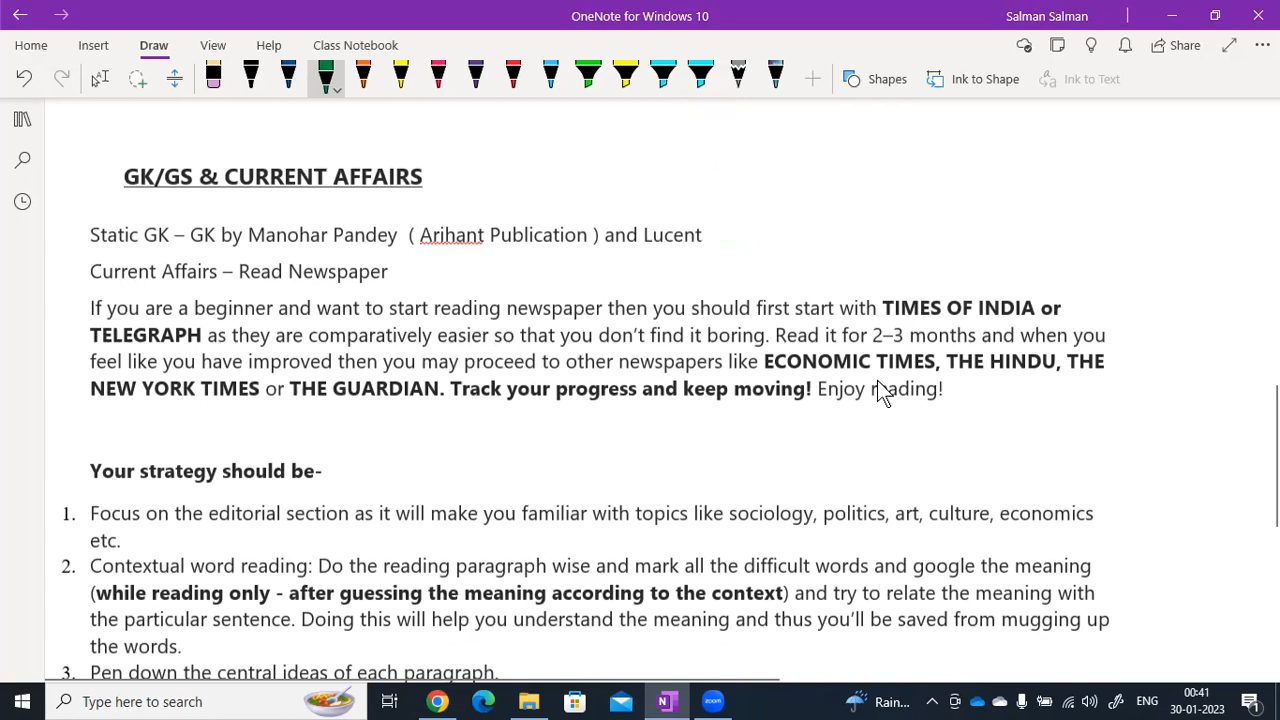 OneNote for Windows 10
Salman Salman
Home Insert Draw View Help Class Notebook
Share
Shapes Ink to Shape Ink to Text
GK/GS & CURRENT AFFAIRS
Static GK – GK by Manohar Pandey ( Arihant Publication ) and Lucent
Current Affairs – Read Newspaper
If you are a beginner and want to start reading newspaper then you should first start with TIMES OF INDIA or
TELEGRAPH as they are comparatively easier so that you don’t find it boring. Read it for 2–3 months and when you
feel like you have improved then you may proceed to other newspapers like ECONOMIC TIMES, THE HINDU, THE
NEW YORK TIMES or THE GUARDIAN. Track your progress and keep moving! Enjoy reading!
Your strategy should be-
1. Focus on the editorial section as it will make you familiar with topics like sociology, politics, art, culture, economics
etc.
2. Contextual word reading: Do the reading paragraph wise and mark all the difficult words and google the meaning
(while reading only - after guessing the meaning according to the context) and try to relate the meaning with
the particular sentence. Doing this will help you understand the meaning and thus you’ll be saved from mugging up
the words.
3. Pen down the central ideas of each paragraph.
Type here to search
Rain...
ENG
00:41
30-01-2023